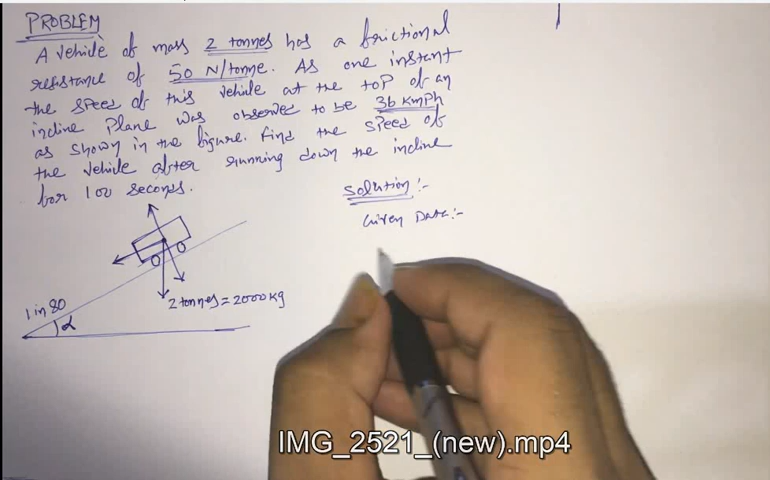 PROBLEM
A vehicle of mass 2 tonnes has a frictional
resistance of 50 N/tonne. As one instant
the speed of this vehicle at the top of an
incline plane was observed to be 36 kmph
as shown in the figure. Find the speed of
the vehicle after running down the incline
for 100 seconds.
Solution:-
Given Data:-
1 in 80
α
2 tonnes = 2000 kg
IMG_2521_(new).mp4